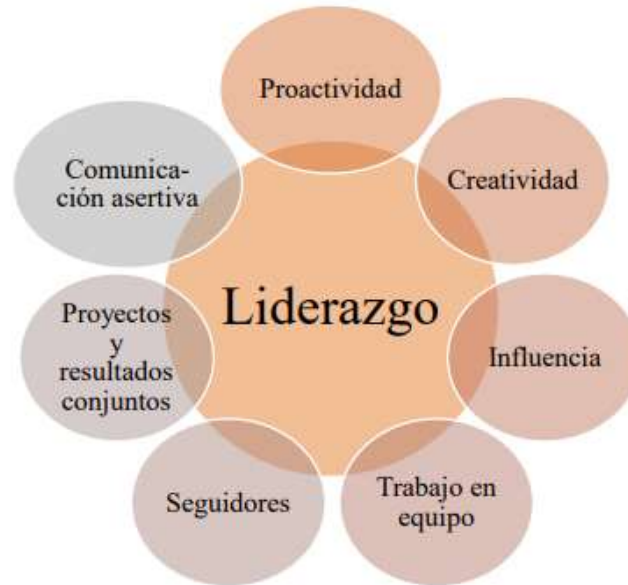 Proactividad
Creatividad
Influencia
Trabajo en
equipo
Seguidores
Proyectos
y
resultados
conjuntos
Comunica-
ción asertiva
Liderazgo